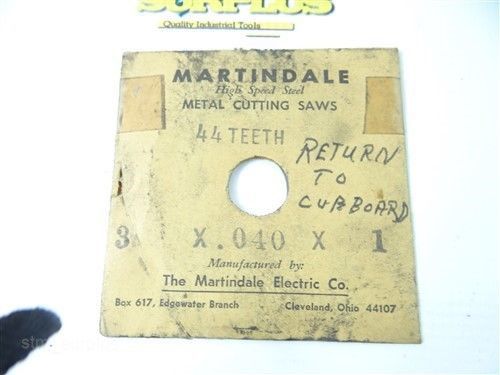 SURPLUS
Quality Industrial Tools
MARTINDALE
High Speed Steel
METAL CUTTING SAWS
44 TEETH
RETURN
TO
CUPBOARD
3 X .040 X 1
Manufactured by:
The Martindale Electric Co.
Box 617, Edgewater Branch Cleveland, Ohio 44107